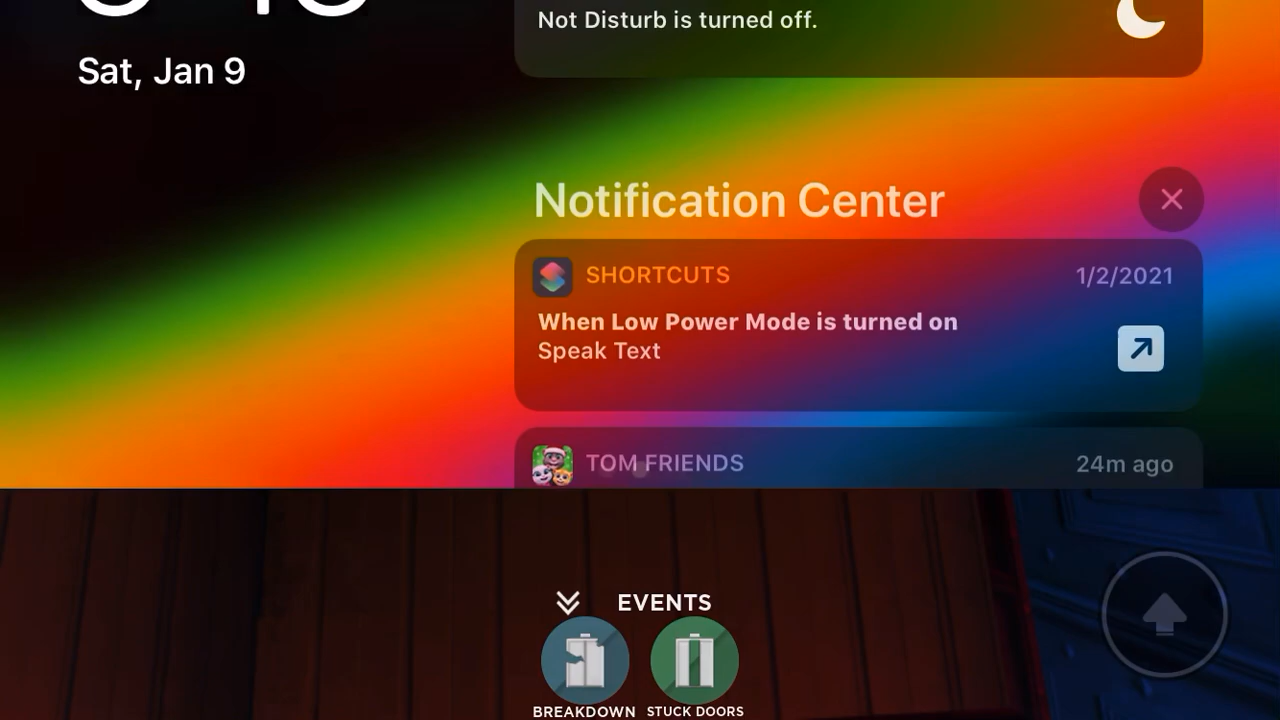 Sat, Jan 9
Not Disturb is turned off.
Notification Center
SHORTCUTS
1/2/2021
When Low Power Mode is turned on
Speak Text
TOM FRIENDS
24m ago
EVENTS
BREAKDOWN
STUCK DOORS